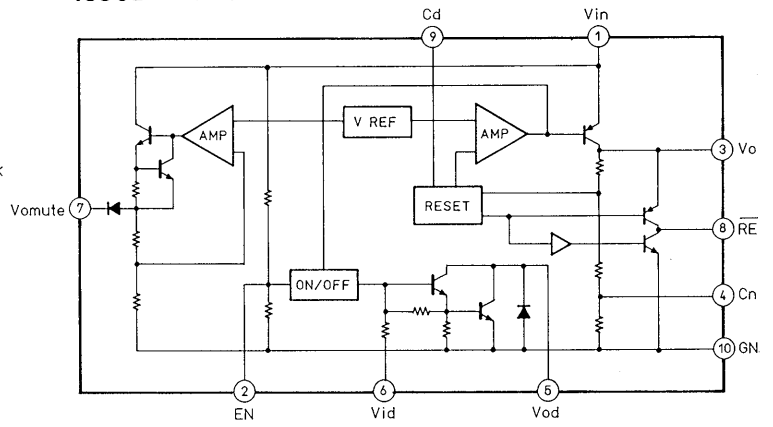 Cd Vin
9 1
AMP V REF AMP
3 Vo
Vomute 7 RESET
8 RE
ON/OFF
4 Cn
10 GN
2 6 5
EN Vid Vod